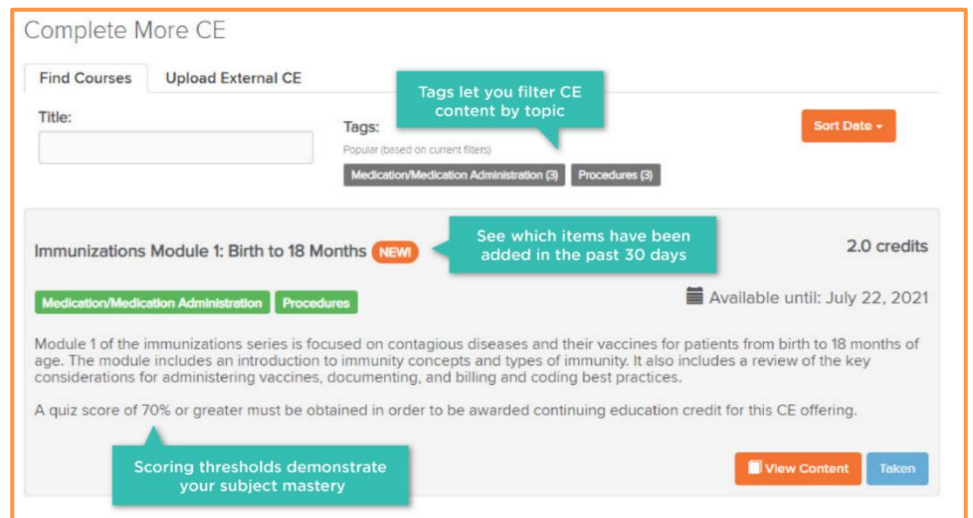 Complete More CE
Find Courses
Upload External CE
Tags let you filter CE
content by topic
Title:
Tags:
Sort Date
Popular (based on current filters)
Medication/Medication Administration (3)
Procedures (3)
Immunizations Module 1: Birth to 18 Months
NEW!
See which items have been
added in the past 30 days
2.0 credits
Medication/Medication Administration
Procedures
Available until: July 22, 2021
Module 1 of the immunizations series is focused on contagious diseases and their vaccines for patients from birth to 18 months of
age. The module includes an introduction to immunity concepts and types of immunity. It also includes a review of the key
considerations for administering vaccines, documenting, and billing and coding best practices.
A quiz score of 70% or greater must be obtained in order to be awarded continuing education credit for this CE offering.
Scoring thresholds demonstrate
your subject mastery
View Content
Taken